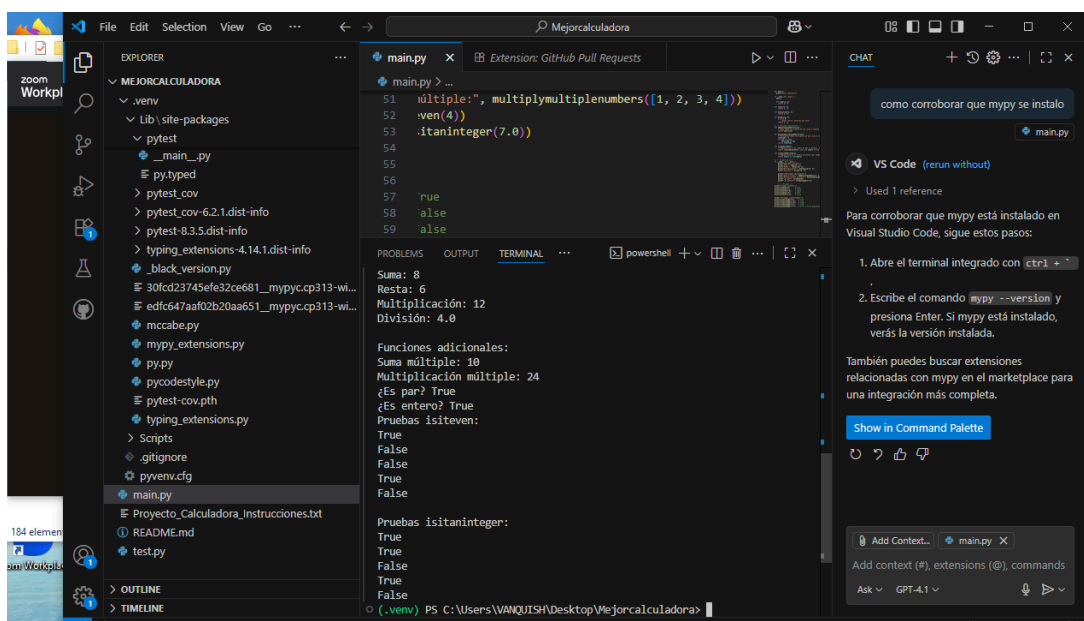 File Edit Selection View Go ··· Mejorcalculadora
zoom
Workpl
184 elemen
EXPLORER
MEJORCALCULADORA
.venv
Lib\site-packages
pytest
__main__.py
py.typed
pytest_cov
pytest_cov-6.2.1.dist-info
pytest-8.3.5.dist-info
typing_extensions-4.14.1.dist-info
_black_version.py
30fcd23745efe32ce681__mypyc.cp313-wi...
edfc647aaf02b20aa651__mypyc.cp313-wi...
mccabe.py
mypy_extensions.py
py.py
pycodestyle.py
pytest-cov.pth
typing_extensions.py
Scripts
.gitignore
pyvenv.cfg
main.py
Proyecto_Calculadora_Instrucciones.txt
README.md
test.py
OUTLINE
TIMELINE
main.py Extension: GitHub Pull Requests
main.py > ...
51 últiple:", multiplymultiplenumbers([1, 2, 3, 4]))
52 even(4))
53 sitaninteger(7.0))
54
55
56
57 rue
58 alse
59 alse
PROBLEMS OUTPUT TERMINAL ··· powershell
Suma: 8
Resta: 6
Multiplicación: 12
División: 4.0
Funciones adicionales:
Suma múltiple: 10
Multiplicación múltiple: 24
¿Es par? True
¿Es entero? True
Pruebas isiteven:
True
False
False
True
False
Pruebas isitaninteger:
True
True
False
True
False
(.venv) PS C:\Users\VANQUISH\Desktop\Mejorcalculadora>
CHAT
como corroborar que mypy se instalo
main.py
VS Code (rerun without)
> Used 1 reference
Para corroborar que mypy está instalado en
Visual Studio Code, sigue estos pasos:
1. Abre el terminal integrado con ctrl + `
.
2. Escribe el comando mypy --version y
presiona Enter. Si mypy está instalado,
verás la versión instalada.
También puedes buscar extensiones
relacionadas con mypy en el marketplace para
una integración más completa.
Show in Command Palette
Add Context... main.py
Add context (#), extensions (@), commands
Ask GPT-4.1